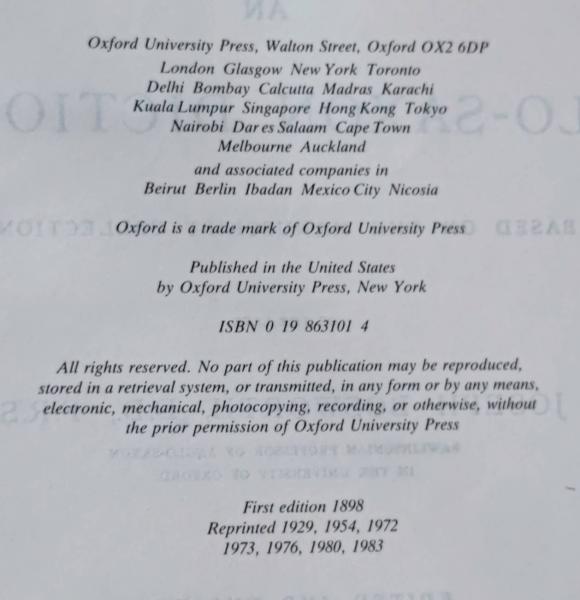 Oxford University Press, Walton Street, Oxford OX2 6DP
London Glasgow New York Toronto
Delhi Bombay Calcutta Madras Karachi
Kuala Lumpur Singapore Hong Kong Tokyo
Nairobi Dar es Salaam Cape Town
Melbourne Auckland
and associated companies in
Beirut Berlin Ibadan Mexico City Nicosia
Oxford is a trade mark of Oxford University Press
Published in the United States
by Oxford University Press, New York
ISBN 0 19 863101 4
All rights reserved. No part of this publication may be reproduced,
stored in a retrieval system, or transmitted, in any form or by any means,
electronic, mechanical, photocopying, recording, or otherwise, without
the prior permission of Oxford University Press
First edition 1898
Reprinted 1929, 1954, 1972
1973, 1976, 1980, 1983